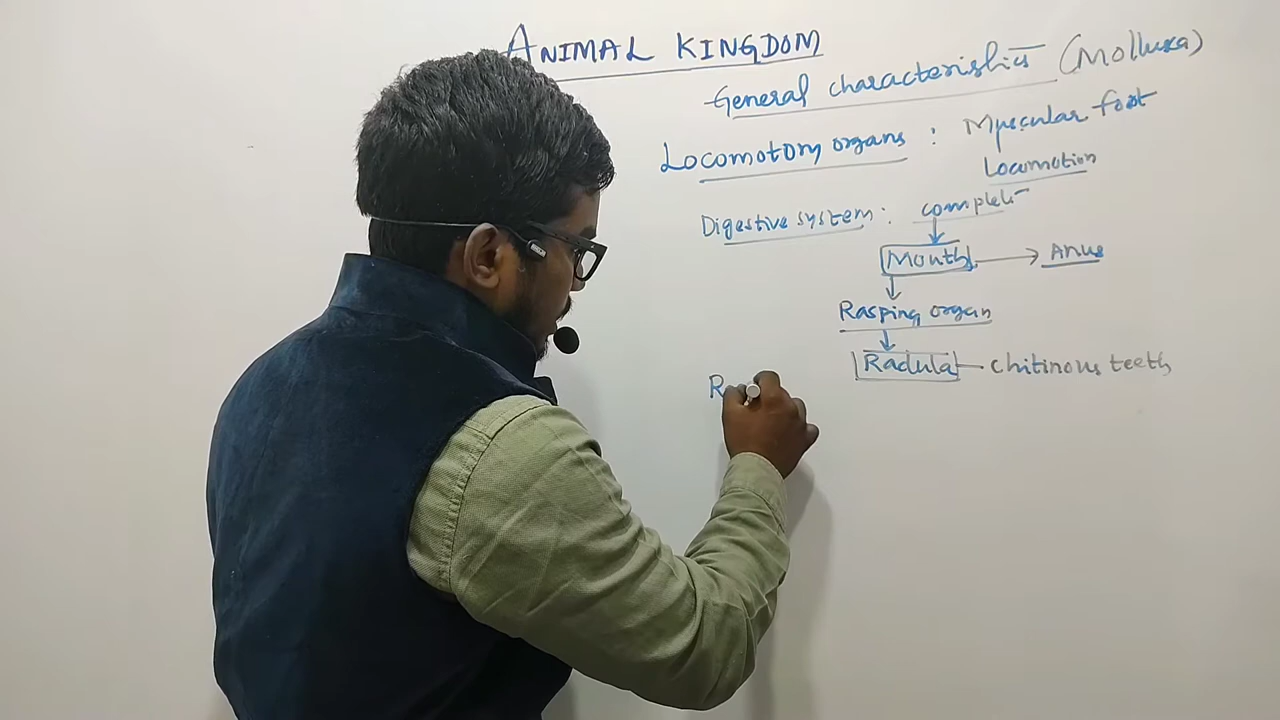 ANIMAL KINGDOM
General characteristics (Mollusca)
Locomotory organs : Muscular foot
Locomotion
Digestive system : complete
Mouth → Anus
Rasping organ
Radula — chitinous teeth
R